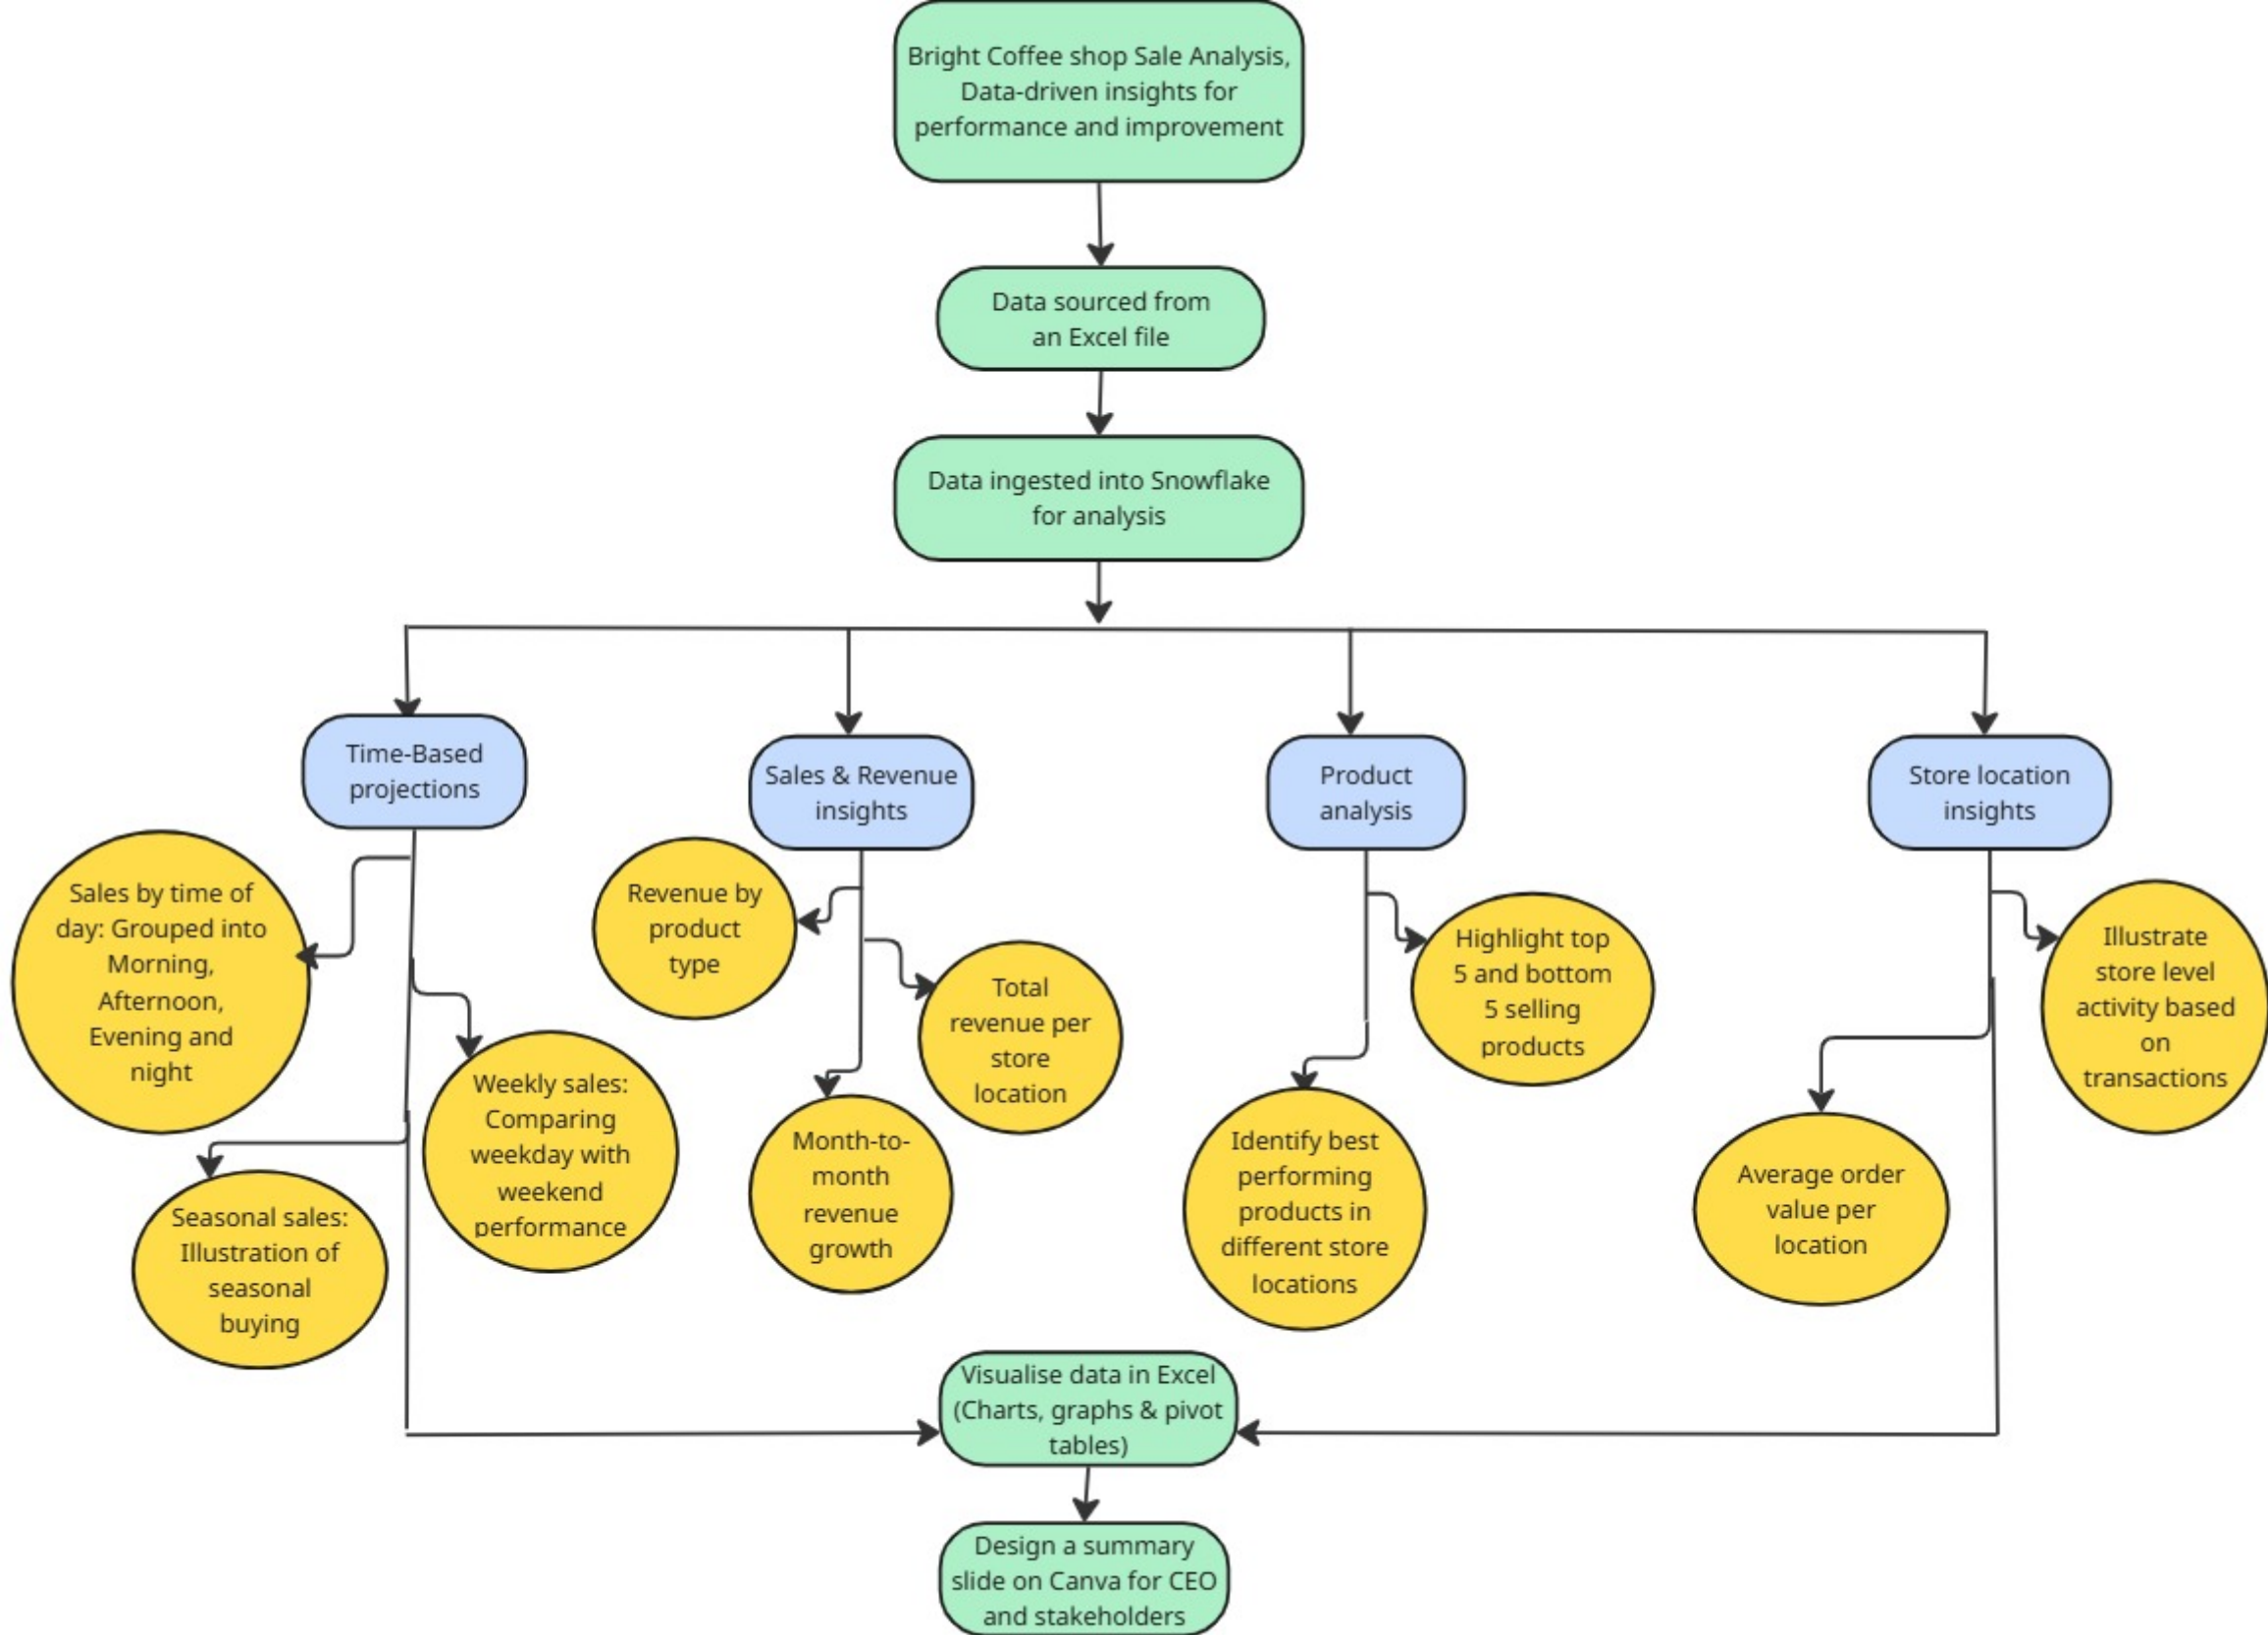 Bright Coffee shop Sale Analysis,
Data-driven insights for
performance and improvement
Data sourced from
an Excel file
Data ingested into Snowflake
for analysis
Time-Based
projections
Sales & Revenue
insights
Product
analysis
Store location
insights
Sales by time of
day: Grouped into
Morning,
Afternoon,
Evening and
night
Weekly sales:
Comparing
weekday with
weekend
performance
Seasonal sales:
Illustration of
seasonal
buying
Revenue by
product
type
Total
revenue per
store
location
Month-to-
month
revenue
growth
Highlight top
5 and bottom
5 selling
products
Identify best
performing
products in
different store
locations
Illustrate
store level
activity based
on
transactions
Average order
value per
location
Visualise data in Excel
(Charts, graphs & pivot
tables)
Design a summary
slide on Canva for CEO
and stakeholders